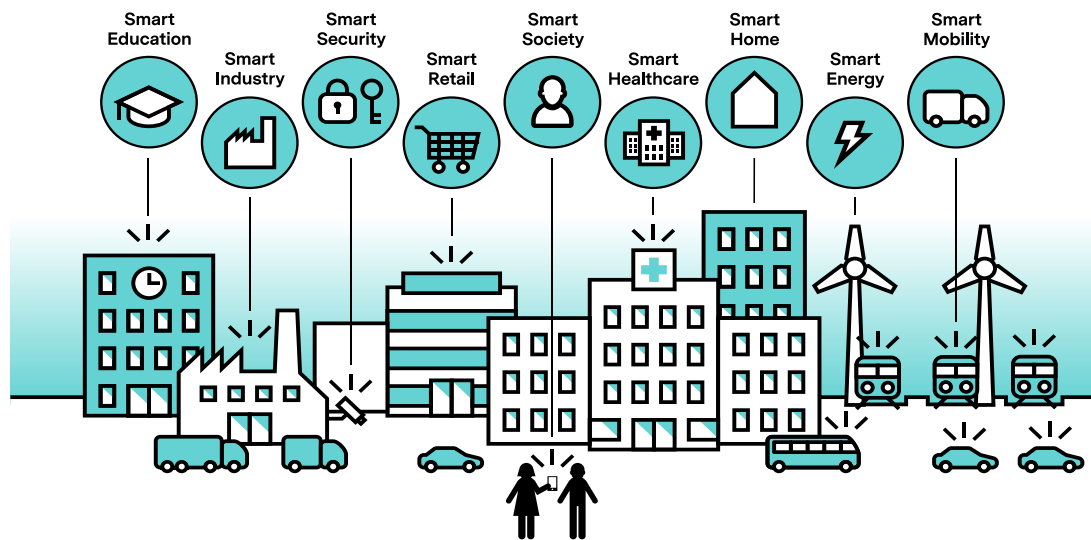 Smart
Education
Smart
Industry
Smart
Security
Smart
Retail
Smart
Society
Smart
Healthcare
Smart
Home
Smart
Energy
Smart
Mobility